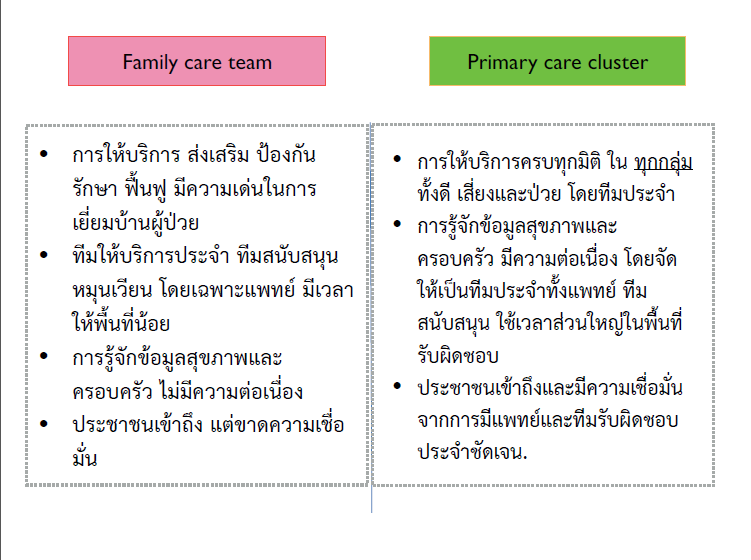 Family care team
• การให้บริการ ส่งเสริม ป้องกัน
รักษา ฟื้นฟู มีความเด่นในการ
เยี่ยมบ้านผู้ป่วย
• ทีมให้บริการประจำ ทีมสนับสนุน
หมุนเวียน โดยเฉพาะแพทย์ มีเวลา
ให้พื้นที่น้อย
• การรู้จักข้อมูลสุขภาพและ
ครอบครัว ไม่มีความต่อเนื่อง
• ประชาชนเข้าถึง แต่ขาดความเชื่อ
มั่น
Primary care cluster
• การให้บริการครบทุกมิติ ใน ทุกกลุ่ม
ทั้งดี เสี่ยงและป่วย โดยทีมประจำ
• การรู้จักข้อมูลสุขภาพและ
ครอบครัว มีความต่อเนื่อง โดยจัด
ให้เป็นทีมประจำทั้งแพทย์ ทีม
สนับสนุน ใช้เวลาส่วนใหญ่ในพื้นที่
รับผิดชอบ
• ประชาชนเข้าถึงและมีความเชื่อมั่น
จากการมีแพทย์และทีมรับผิดชอบ
ประจำชัดเจน.